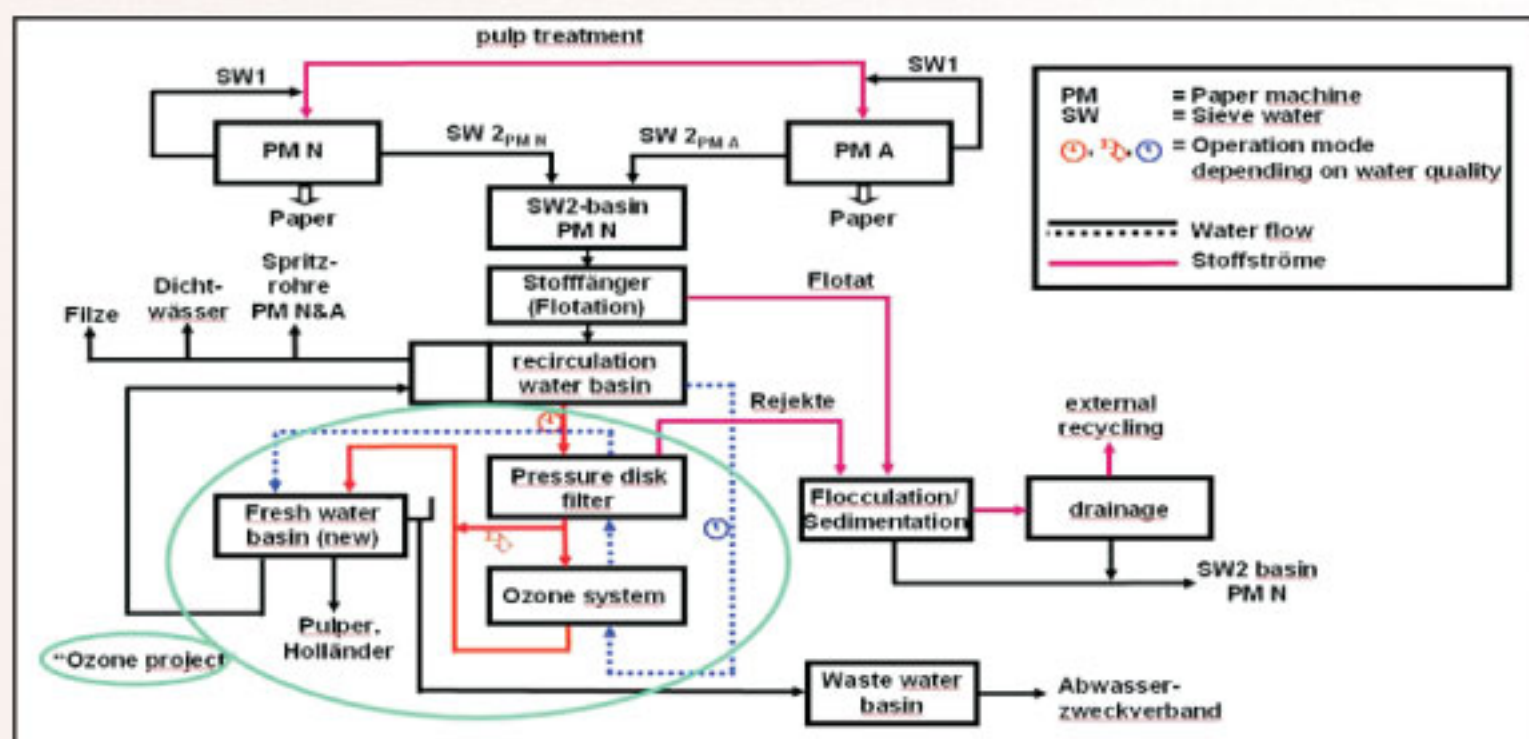 pulp treatment
SW1
SW1
PM N
SW 2PM N
SW 2PM A
PM A
Paper
Paper
SW2-basin
PM N
Stofffänger
(Flotation)
Flotat
Spritz-
rohre
PM N&A
Dicht-
wässer
Filze
recirculation
water basin
Rejekte
external
recycling
Pressure disk
filter
Fresh water
basin (new)
Flocculation/
Sedimentation
drainage
Ozone system
SW2 basin
PM N
Pulper,
Holländer
"Ozone project
Waste water
basin
Abwasser-
zweckverband
PM = Paper machine
SW = Sieve water
= Operation mode
depending on water quality
Water flow
Stoffströme